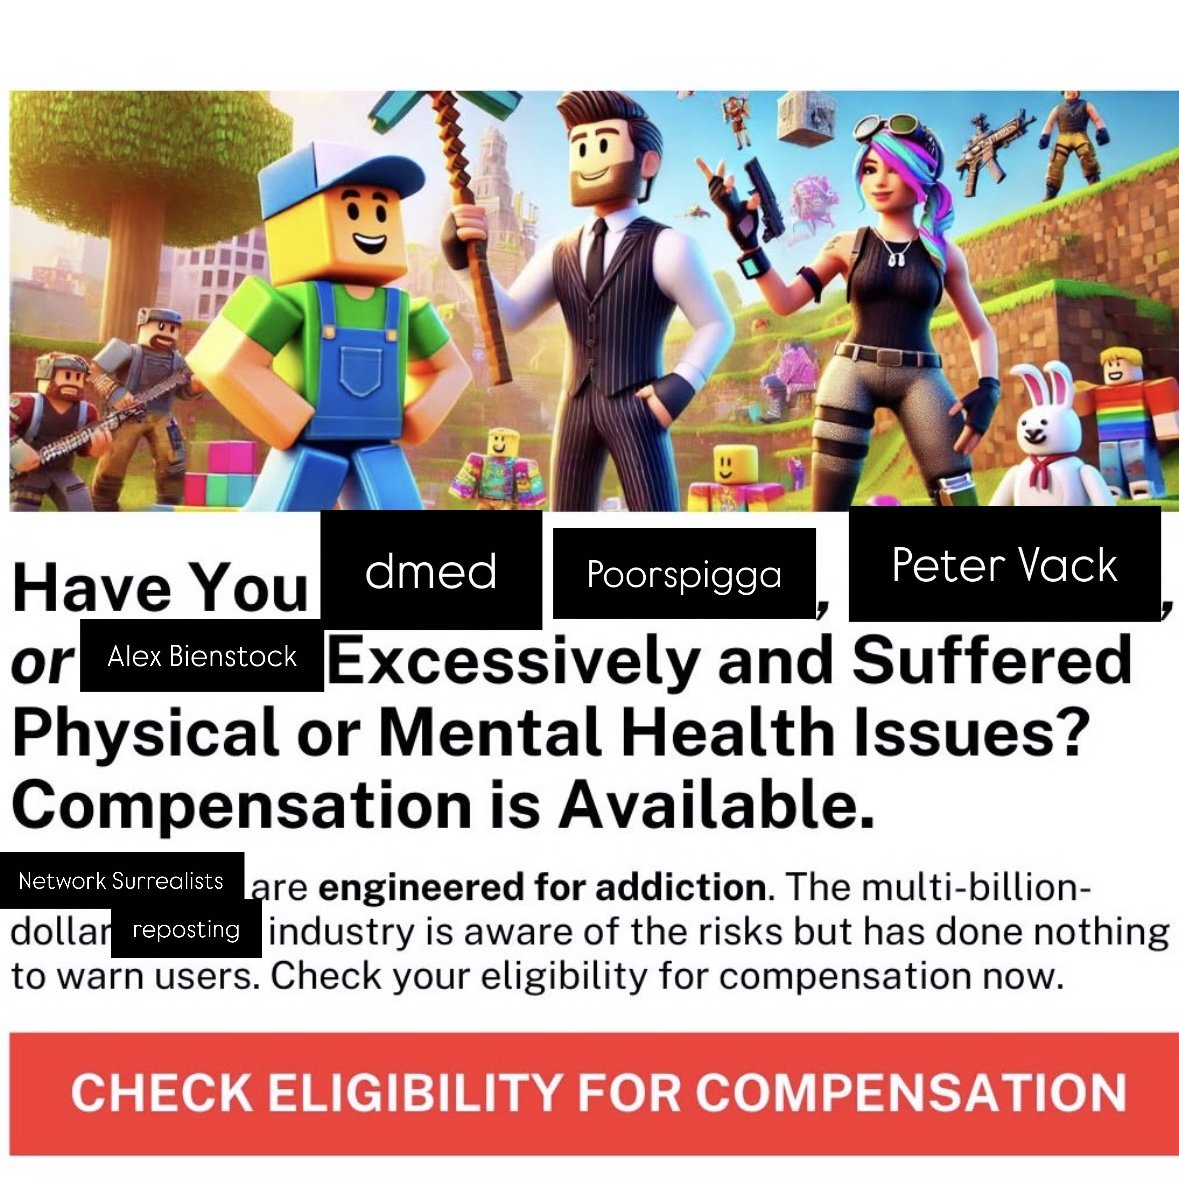 Have You dmed Poorspigga, Peter Vack,
or Alex Bienstock Excessively and Suffered
Physical or Mental Health Issues?
Compensation is Available.
Network Surrealists are engineered for addiction. The multi-billion-
dollar reposting industry is aware of the risks but has done nothing
to warn users. Check your eligibility for compensation now.
CHECK ELIGIBILITY FOR COMPENSATION